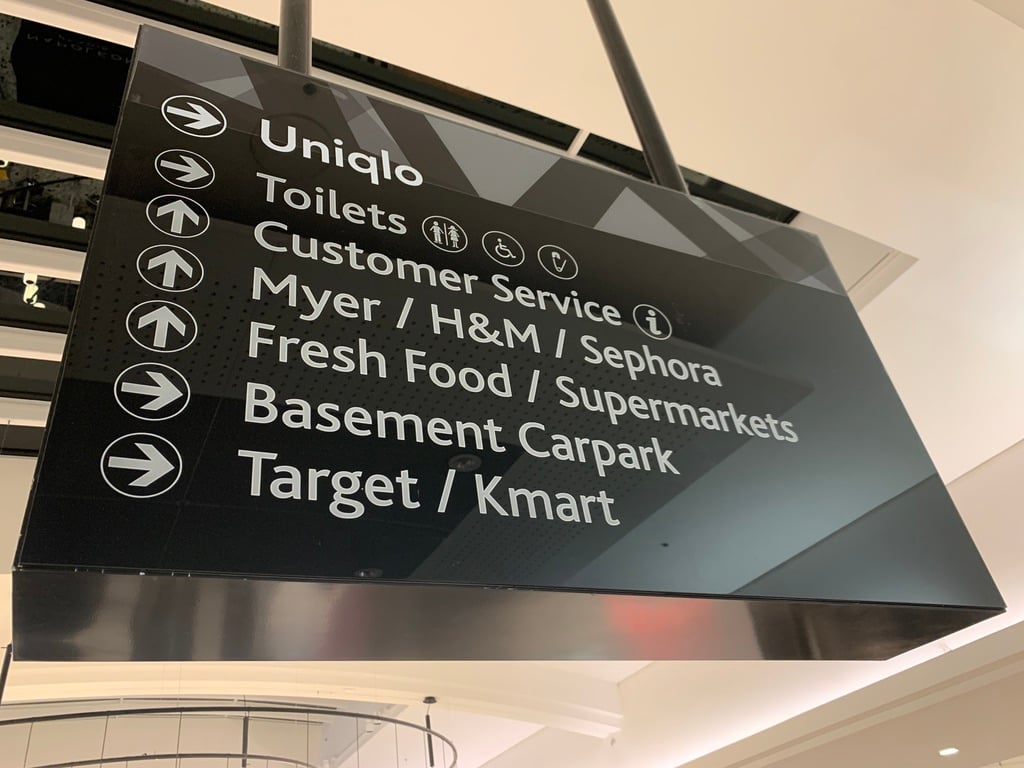 Uniqlo
Toilets
Customer Service i
Myer / H&M / Sephora
Fresh Food / Supermarkets
Basement Carpark
Target / Kmart